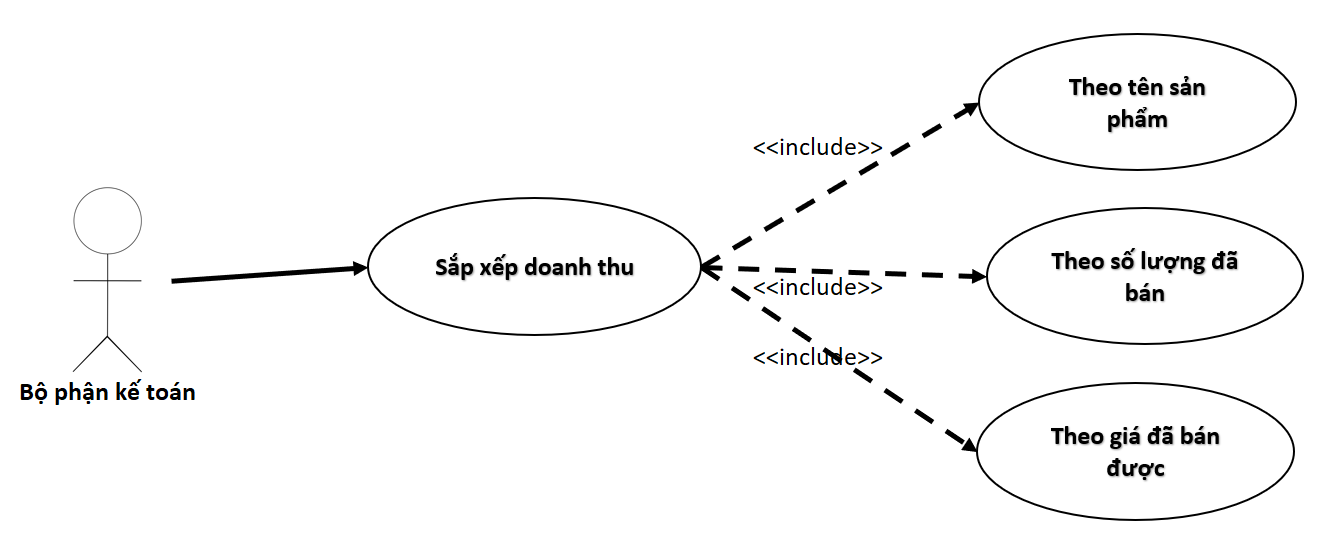 Theo tên sản
phẩm
<<include>>
Sắp xếp doanh thu
Theo số lượng đã
bán
<<include>>
<<include>>
Bộ phận kế toán
Theo giá đã bán
được